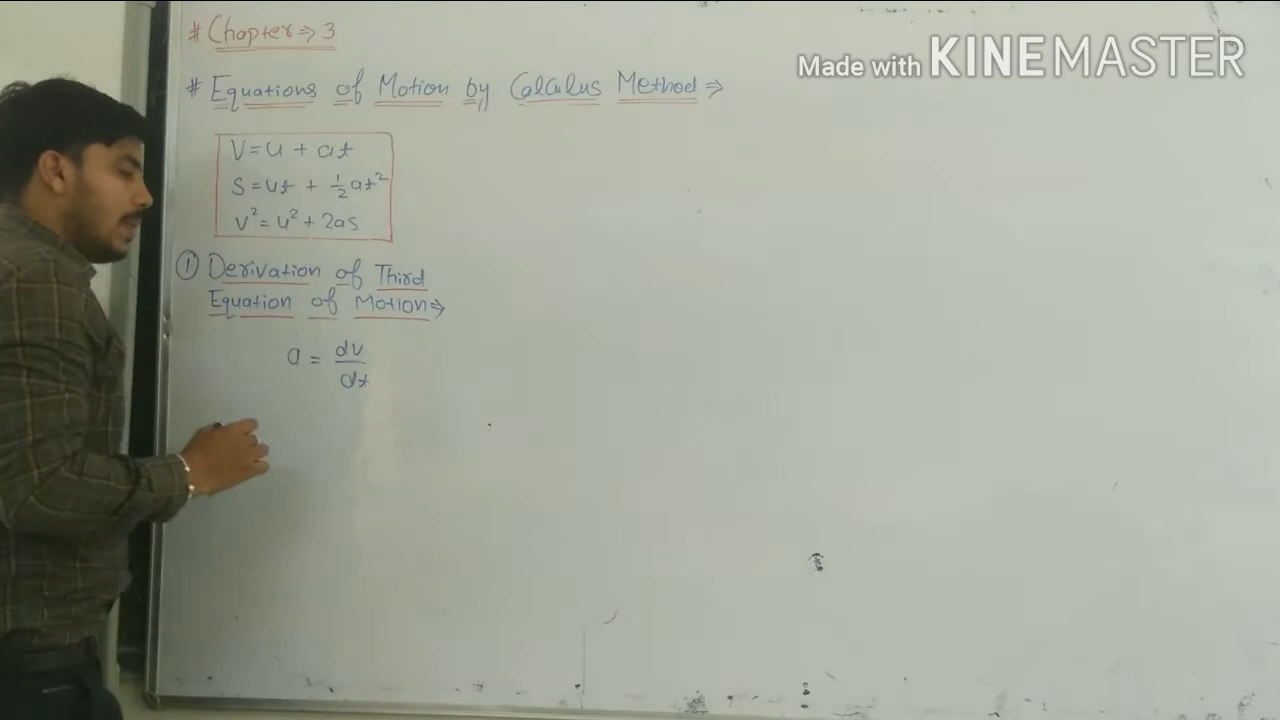 # Chapter ⇒ 3
Made with KINEMASTER
# Equations of Motion by Calculus Method ⇒
V = u + at
S = ut + 1/2 at²
v² = u² + 2as
① Derivation of Third
Equation of Motion ⇒
a = dv/dt